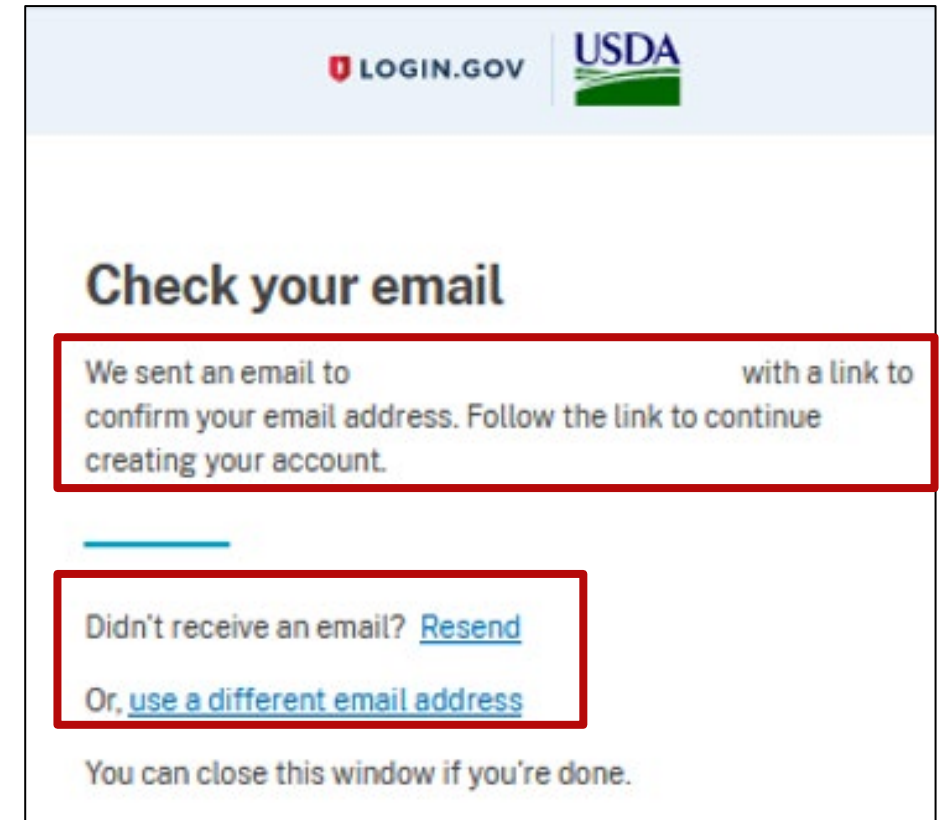 LOGIN.GOV USDA
Check your email
We sent an email to with a link to
confirm your email address. Follow the link to continue
creating your account.
Didn't receive an email? Resend
Or, use a different email address
You can close this window if you're done.